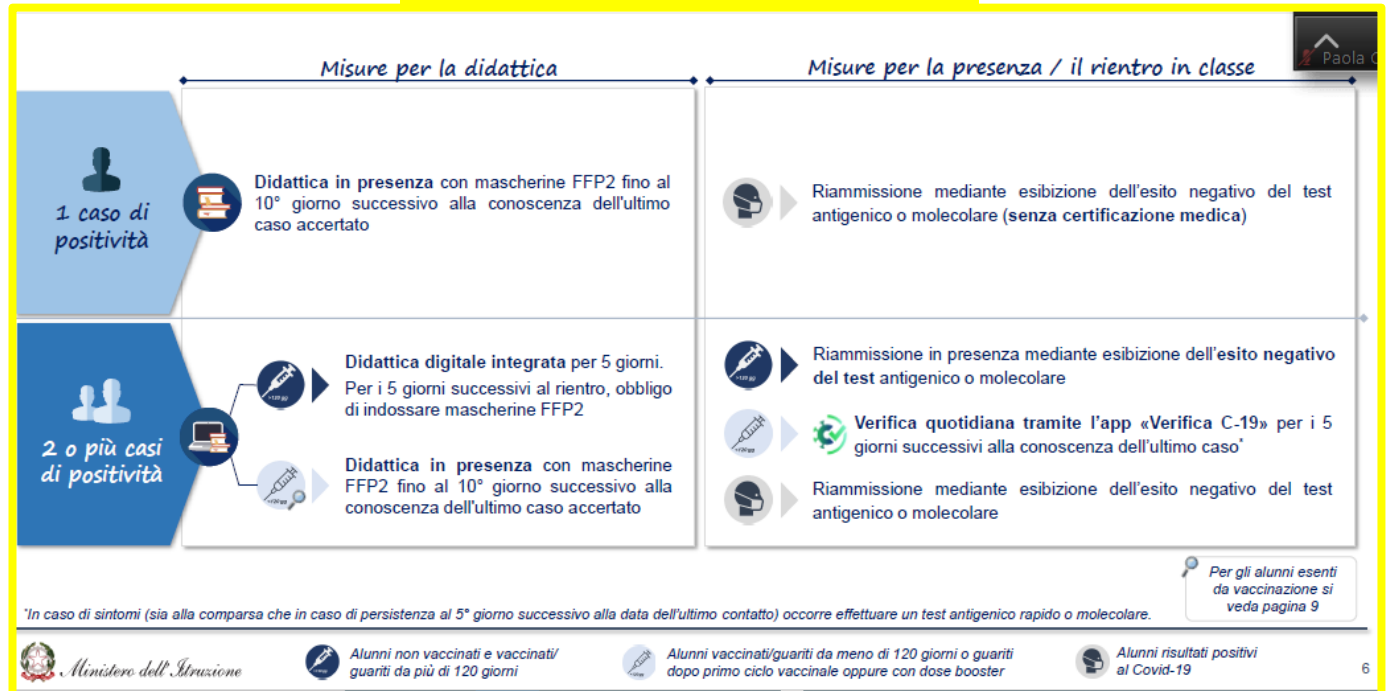 Misure per la didattica
Misure per la presenza / il rientro in classe
Paola
1 caso di
positività
Didattica in presenza con mascherine FFP2 fino al
10° giorno successivo alla conoscenza dell'ultimo
caso accertato
Riammissione mediante esibizione dell'esito negativo del test
antigenico o molecolare (senza certificazione medica)
2 o più casi
di positività
Didattica digitale integrata per 5 giorni.
Per i 5 giorni successivi al rientro, obbligo
di indossare mascherine FFP2
Didattica in presenza con mascherine
FFP2 fino al 10° giorno successivo alla
conoscenza dell'ultimo caso accertato
Riammissione in presenza mediante esibizione dell'esito negativo
del test antigenico o molecolare
Verifica quotidiana tramite l'app «Verifica C-19» per i 5
giorni successivi alla conoscenza dell'ultimo caso*
Riammissione mediante esibizione dell'esito negativo del test
antigenico o molecolare
Per gli alunni esenti
da vaccinazione si
veda pagina 9
*In caso di sintomi (sia alla comparsa che in caso di persistenza al 5° giorno successivo alla data dell'ultimo contatto) occorre effettuare un test antigenico rapido o molecolare.
Ministero dell'Istruzione
Alunni non vaccinati e vaccinati/
guariti da più di 120 giorni
Alunni vaccinati/guariti da meno di 120 giorni o guariti
dopo primo ciclo vaccinale oppure con dose booster
Alunni risultati positivi
al Covid-19
6